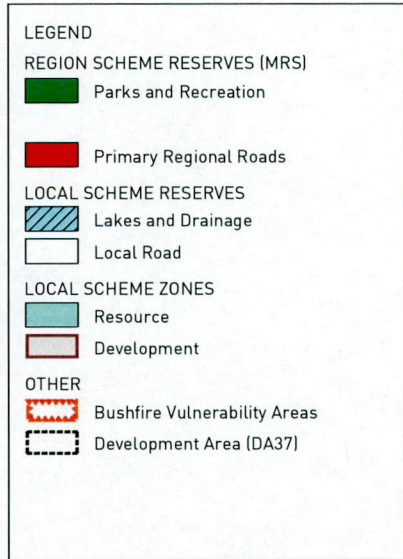 LEGEND
REGION SCHEME RESERVES (MRS)
Parks and Recreation
Primary Regional Roads
LOCAL SCHEME RESERVES
Lakes and Drainage
Local Road
LOCAL SCHEME ZONES
Resource
Development
OTHER
Bushfire Vulnerability Areas
Development Area (DA37)